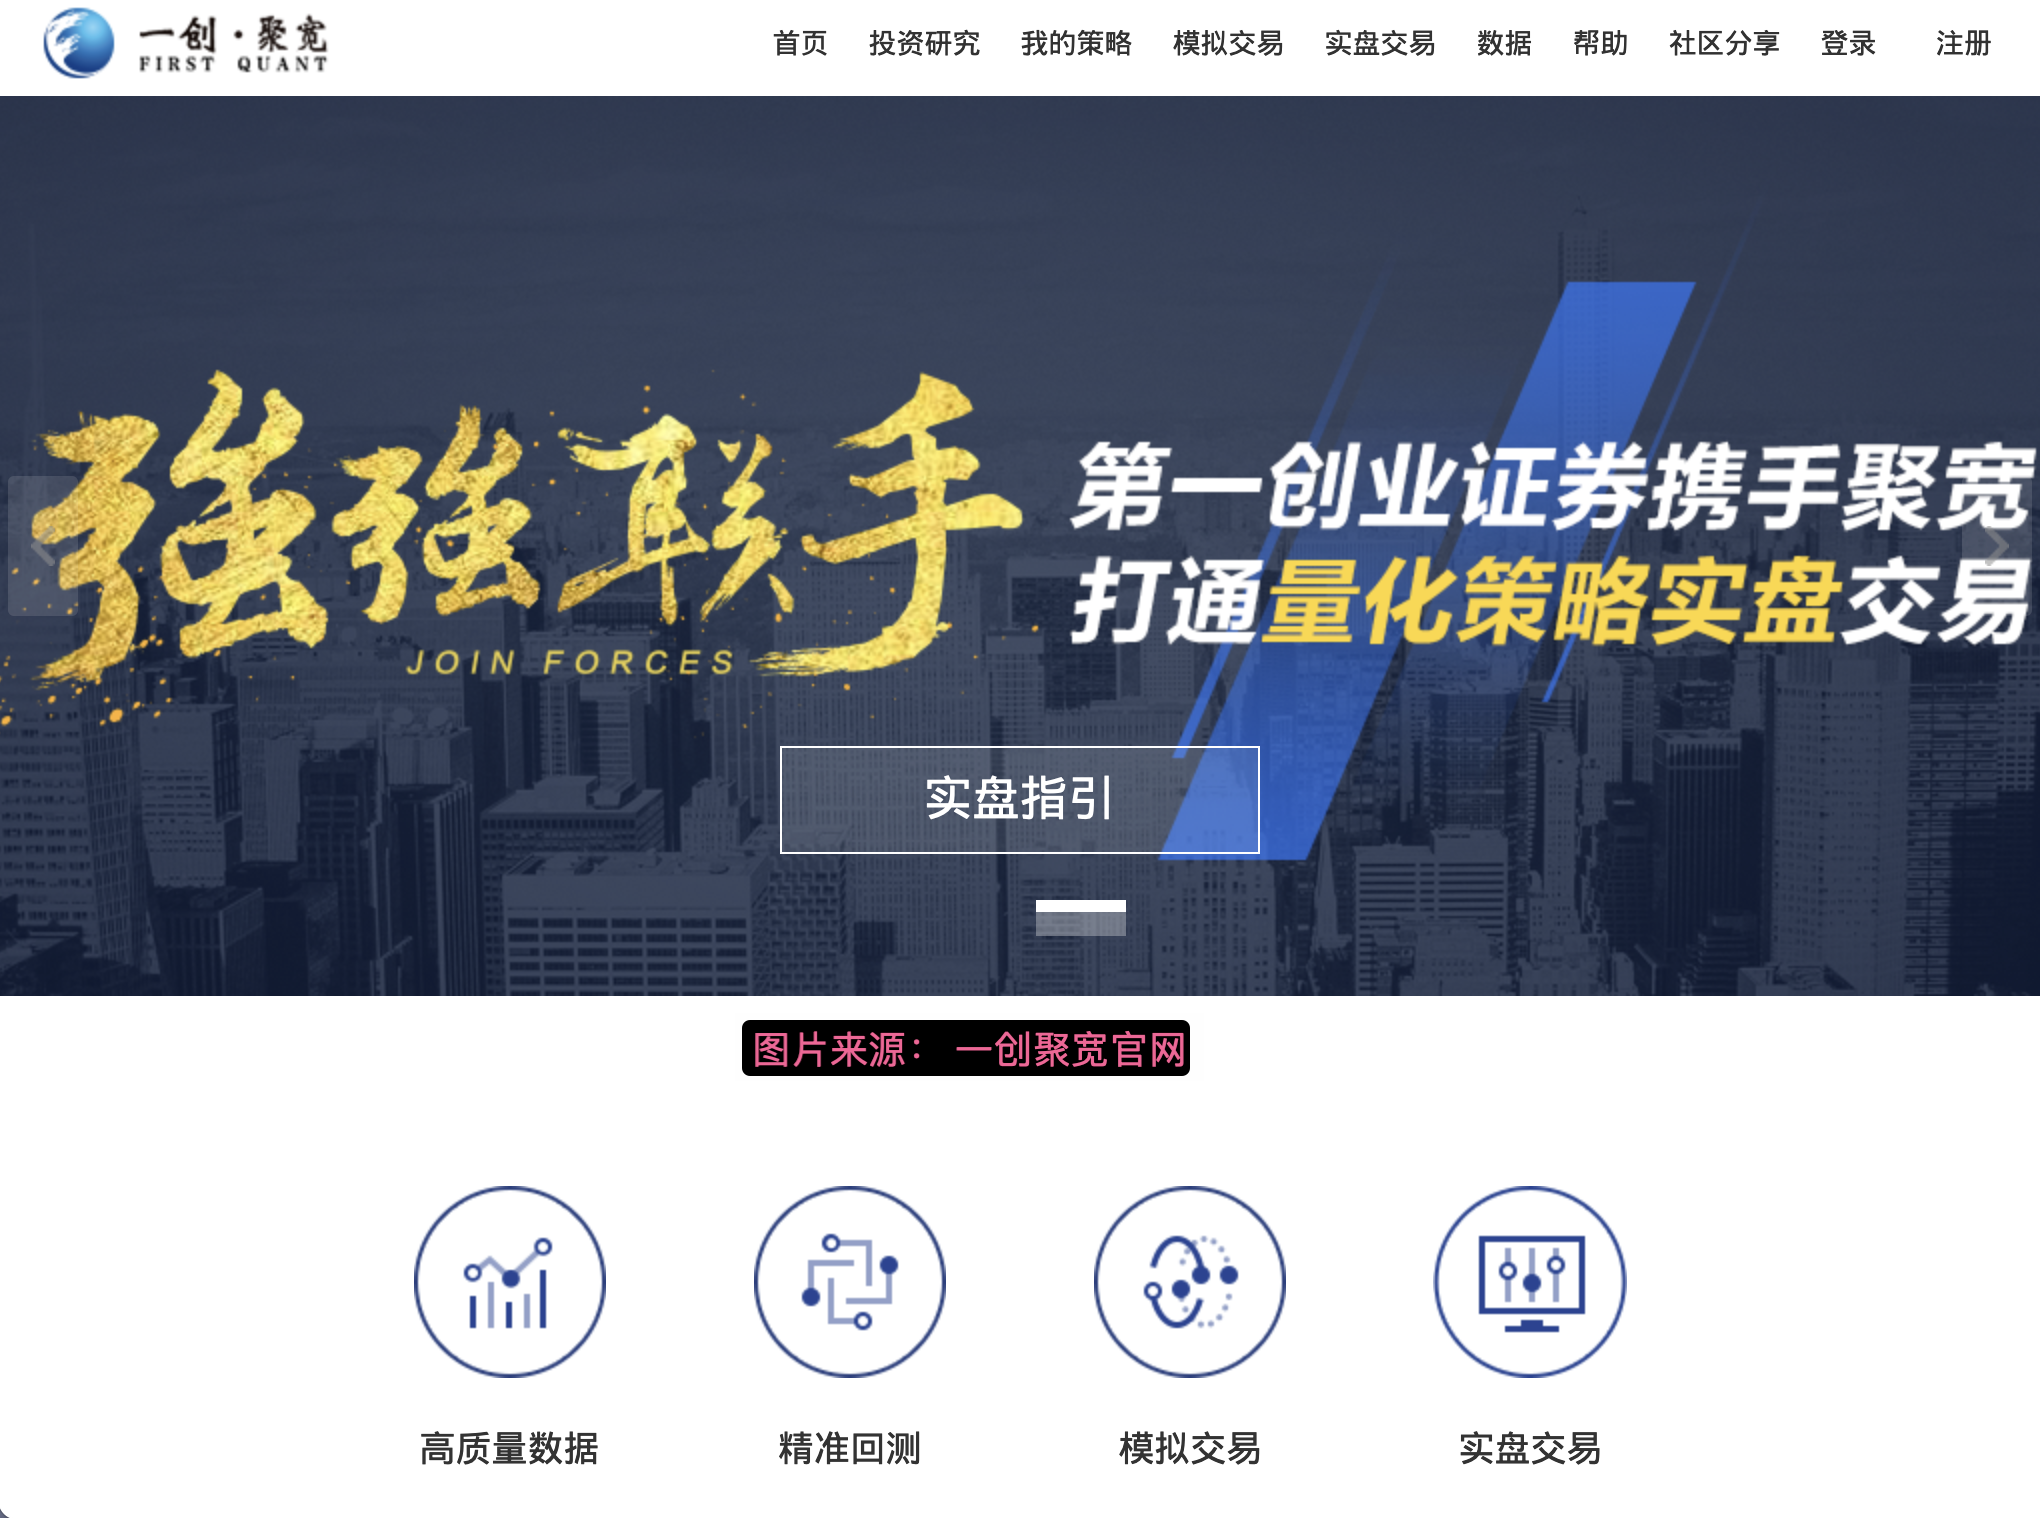 一创·聚宽
FIRST QUANT
首页 投资研究 我的策略 模拟交易 实盘交易 数据 帮助 社区分享 登录 注册
強強联手
JOIN FORCES
第一创业证券携手聚宽
打通量化策略实盘交易
实盘指引
图片来源： 一创聚宽官网
高质量数据 精准回测 模拟交易 实盘交易